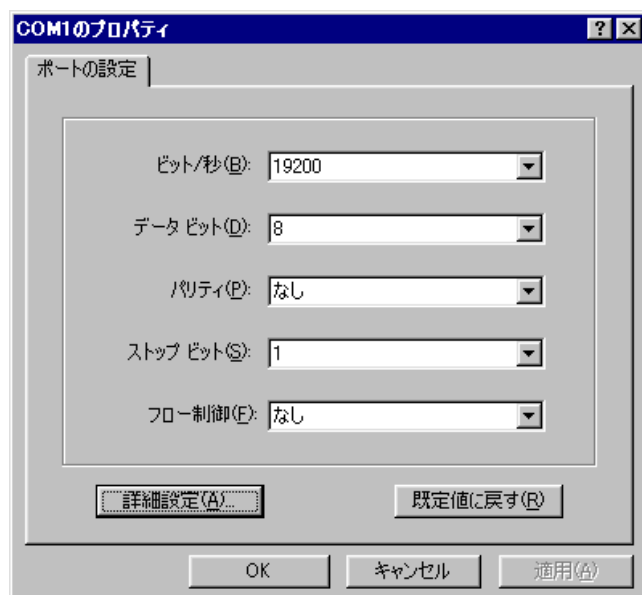 COM1のプロパティ
ポートの設定
ビット/秒(B): 19200
データ ビット(D): 8
パリティ(P): なし
ストップ ビット(S): 1
フロー制御(F): なし
詳細設定(A)... 既定値に戻す(R)
OK キャンセル 適用(A)